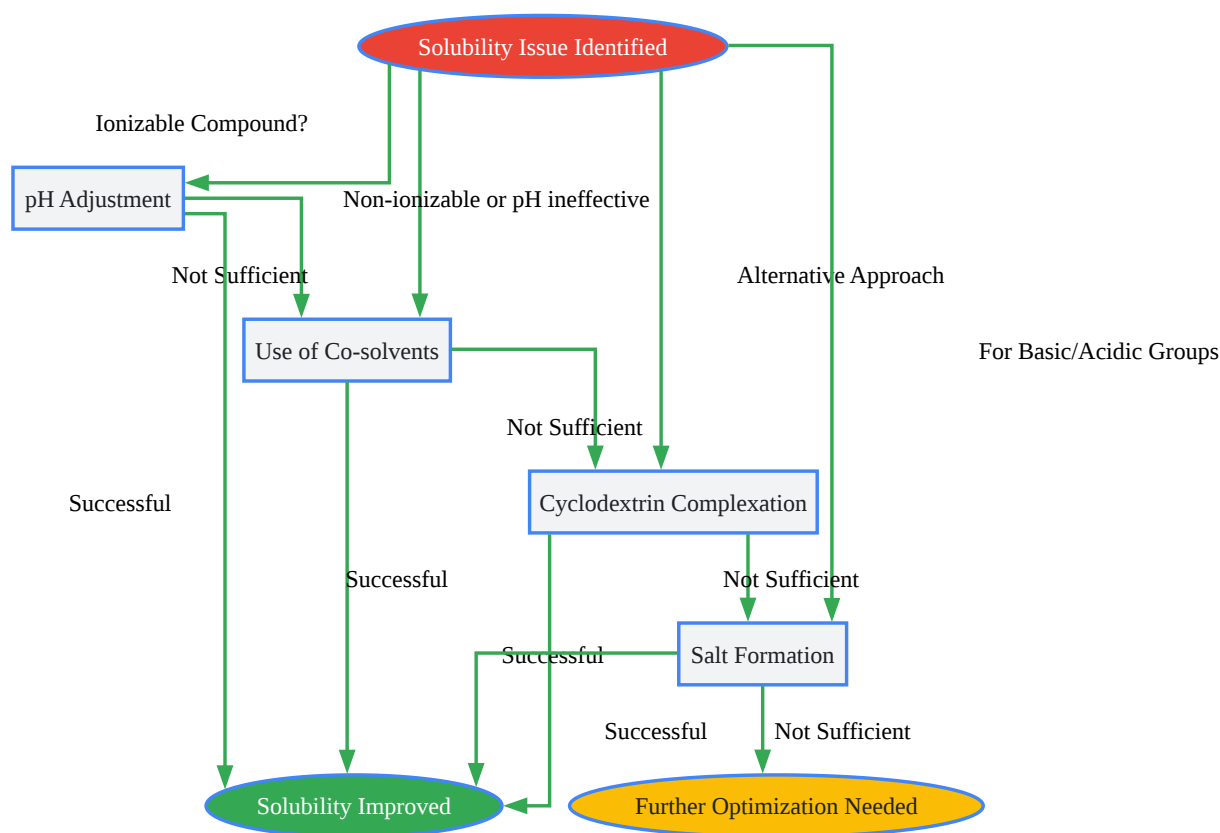 Solubility Issue Identified
Ionizable Compound?
pH Adjustment
Non-ionizable or pH ineffective
Not Sufficient
Alternative Approach
Use of Co-solvents
For Basic/Acidic Groups
Not Sufficient
Successful
Cyclodextrin Complexation
Successful
Not Sufficient
Successful
Salt Formation
Successful
Not Sufficient
Solubility Improved
Further Optimization Needed